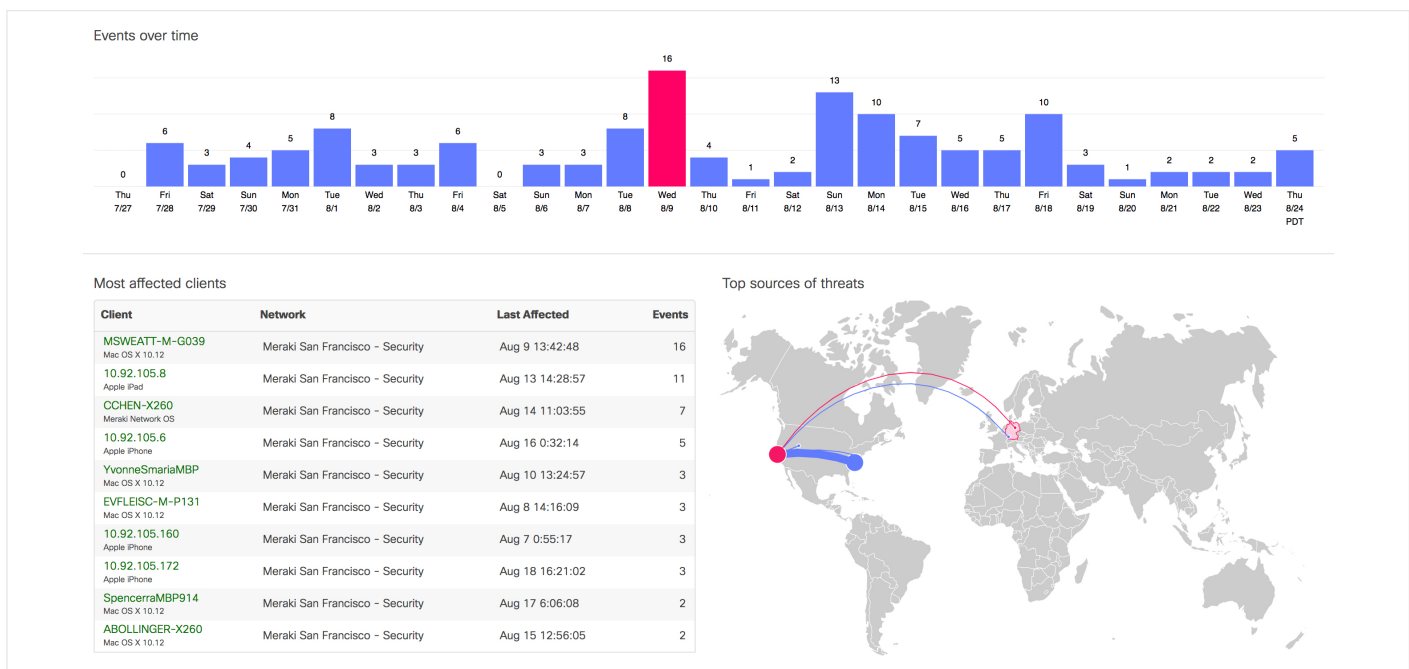 Events over time
16
13
10
10
8
8
7
6
6
5
5
5
5
4
4
3
3
3
3
3
3
2
2
2
2
1
1
0
0
Thu Fri Sat Sun Mon Tue Wed Thu Fri Sat Sun Mon Tue Wed Thu Fri Sat Sun Mon Tue Wed Thu Fri Sat Sun Mon Tue Wed Thu
7/27 7/28 7/29 7/30 7/31 8/1 8/2 8/3 8/4 8/5 8/6 8/7 8/8 8/9 8/10 8/11 8/12 8/13 8/14 8/15 8/16 8/17 8/18 8/19 8/20 8/21 8/22 8/23 8/24
PDT
Most affected clients
Client Network Last Affected Events
MSWEATT-M-G039
Mac OS X 10.12
Meraki San Francisco - Security Aug 9 13:42:48 16
10.92.105.8
Apple iPad
Meraki San Francisco - Security Aug 13 14:28:57 11
CCHEN-X260
Meraki Network OS
Meraki San Francisco - Security Aug 14 11:03:55 7
10.92.105.6
Apple iPhone
Meraki San Francisco - Security Aug 16 0:32:14 5
YvonneSmariaMBP
Mac OS X 10.12
Meraki San Francisco - Security Aug 10 13:24:57 3
EVFLEISC-M-P131
Mac OS X 10.12
Meraki San Francisco - Security Aug 8 14:16:09 3
10.92.105.160
Apple iPhone
Meraki San Francisco - Security Aug 7 0:55:17 3
10.92.105.172
Apple iPhone
Meraki San Francisco - Security Aug 18 16:21:02 3
SpencerraMBP914
Mac OS X 10.12
Meraki San Francisco - Security Aug 17 6:06:08 2
ABOLLINGER-X260
Mac OS X 10.12
Meraki San Francisco - Security Aug 15 12:56:05 2
Top sources of threats